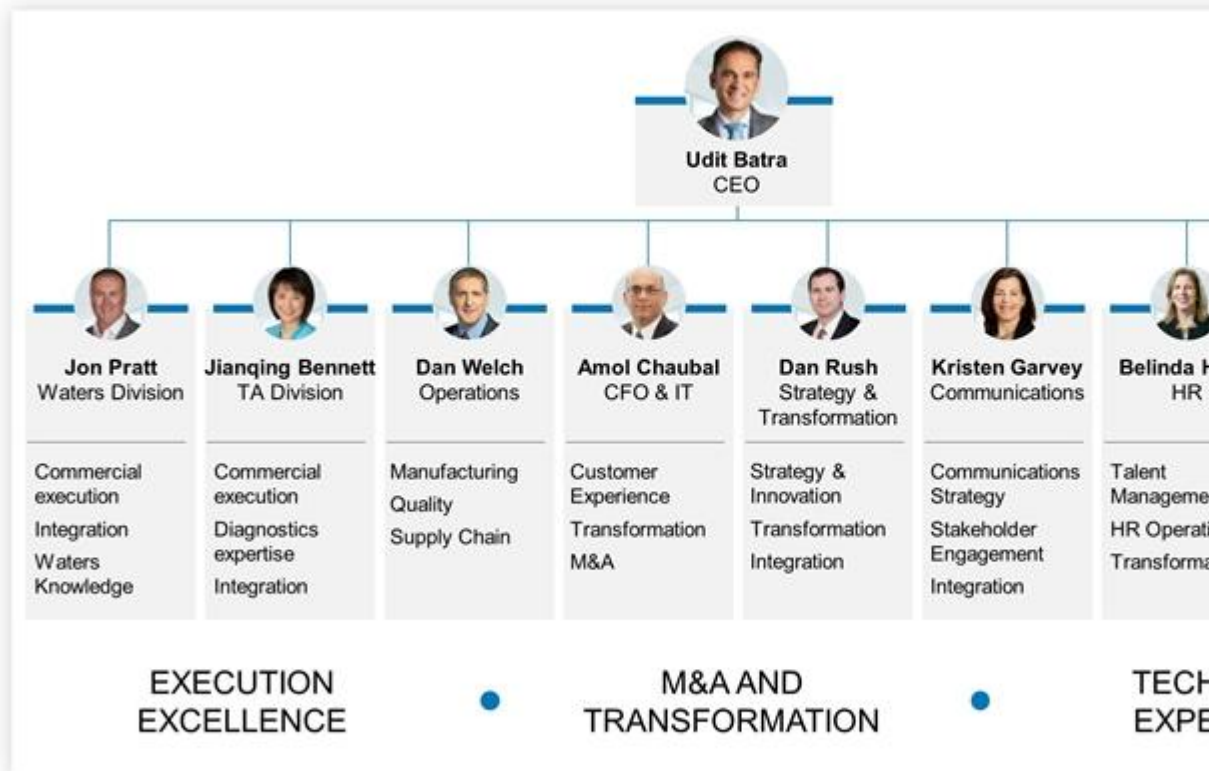 Udit Batra
CEO
Jon Pratt
Waters Division
Commercial
execution
Integration
Waters
Knowledge
Jianqing Bennett
TA Division
Commercial
execution
Diagnostics
expertise
Integration
Dan Welch
Operations
Manufacturing
Quality
Supply Chain
Amol Chaubal
CFO & IT
Customer
Experience
Transformation
M&A
Dan Rush
Strategy &
Transformation
Strategy &
Innovation
Transformation
Integration
Kristen Garvey
Communications
Communications
Strategy
Stakeholder
Engagement
Integration
Belinda
HR
Talent
HR
EXECUTION
EXCELLENCE
M&A AND
TRANSFORMATION